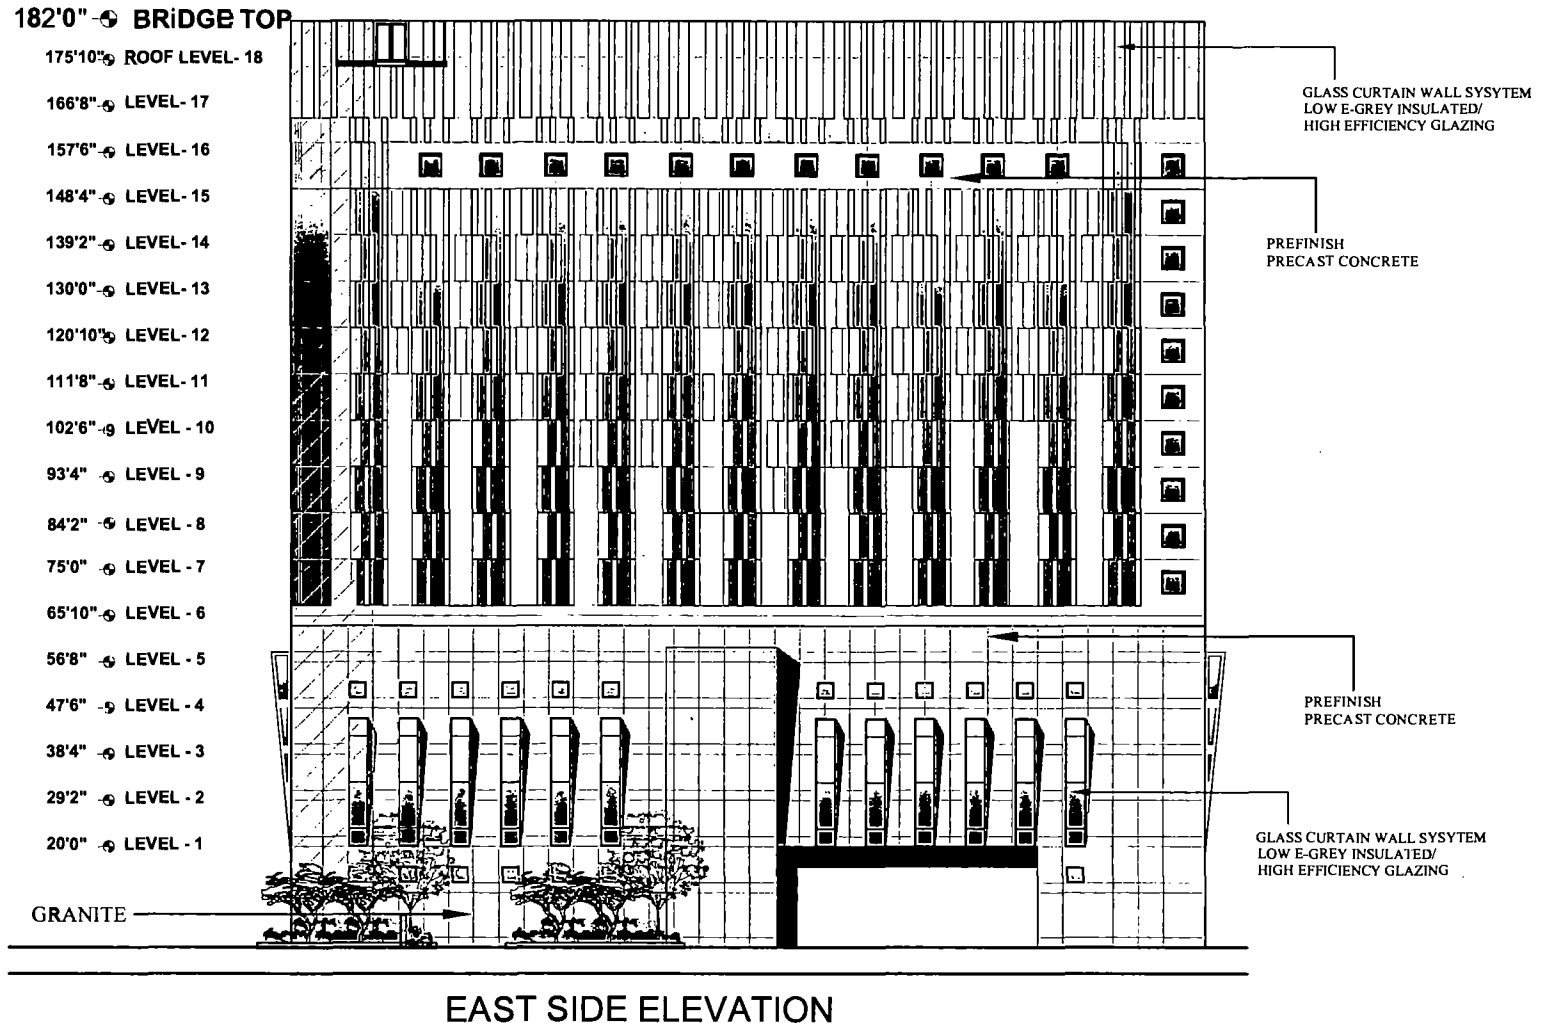 182'0" BRiDGE TOP
175'10" ROOF LEVEL- 18
166'8" LEVEL- 17
157'6" LEVEL- 16
148'4" LEVEL- 15
139'2" LEVEL- 14
130'0" LEVEL- 13
120'10" LEVEL- 12
111'8" LEVEL- 11
102'6" LEVEL - 10
93'4" LEVEL - 9
84'2" LEVEL - 8
75'0" LEVEL - 7
65'10" LEVEL - 6
56'8" LEVEL - 5
47'6" LEVEL - 4
38'4" LEVEL - 3
29'2" LEVEL - 2
20'0" LEVEL - 1
GRANITE
GLASS CURTAIN WALL SYSYTEM
LOW E-GREY INSULATED/
HIGH EFFICIENCY GLAZING
PREFINISH
PRECAST CONCRETE
PREFINISH
PRECAST CONCRETE
GLASS CURTAIN WALL SYSYTEM
LOW E-GREY INSULATED/
HIGH EFFICIENCY GLAZING
EAST SIDE ELEVATION